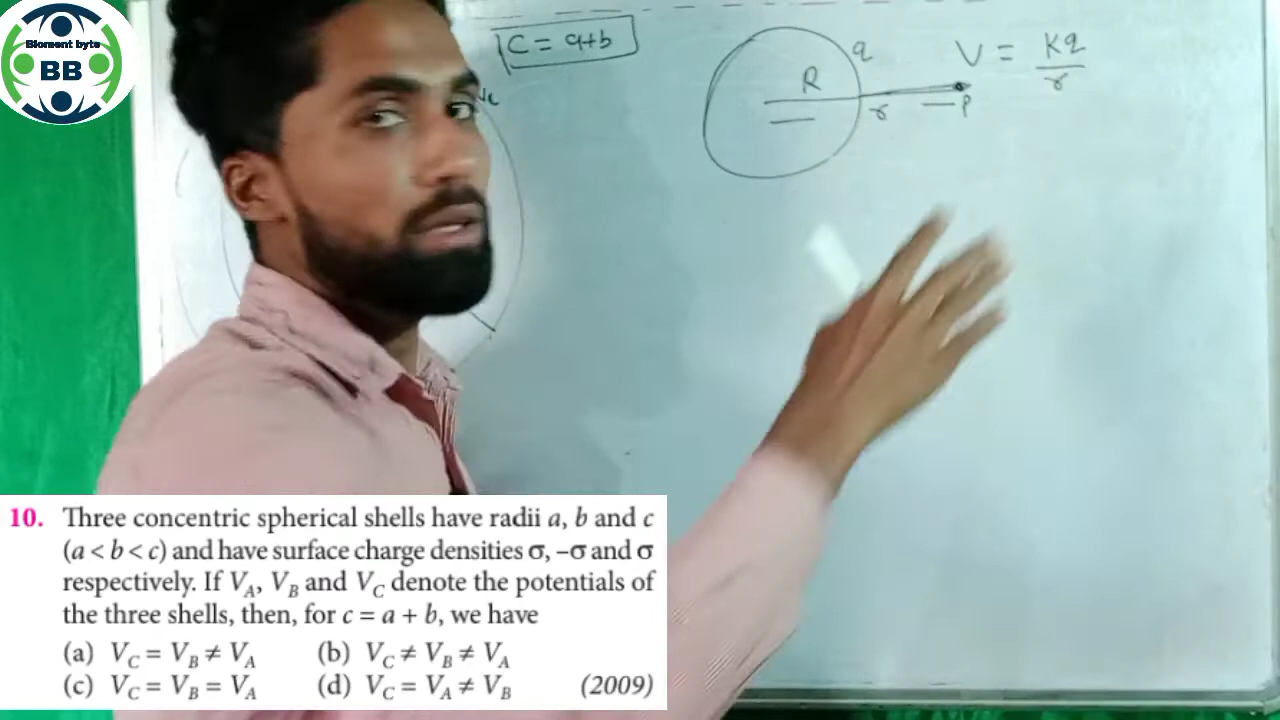 Bioment byte
BB
C = a+b
q
V = Kq/r
R
r
P
10. Three concentric spherical shells have radii a, b and c
(a < b < c) and have surface charge densities σ, –σ and σ
respectively. If V_A, V_B and V_C denote the potentials of
the three shells, then, for c = a + b, we have
(a) V_C = V_B ≠ V_A (b) V_C ≠ V_B ≠ V_A
(c) V_C = V_B = V_A (d) V_C = V_A ≠ V_B (2009)